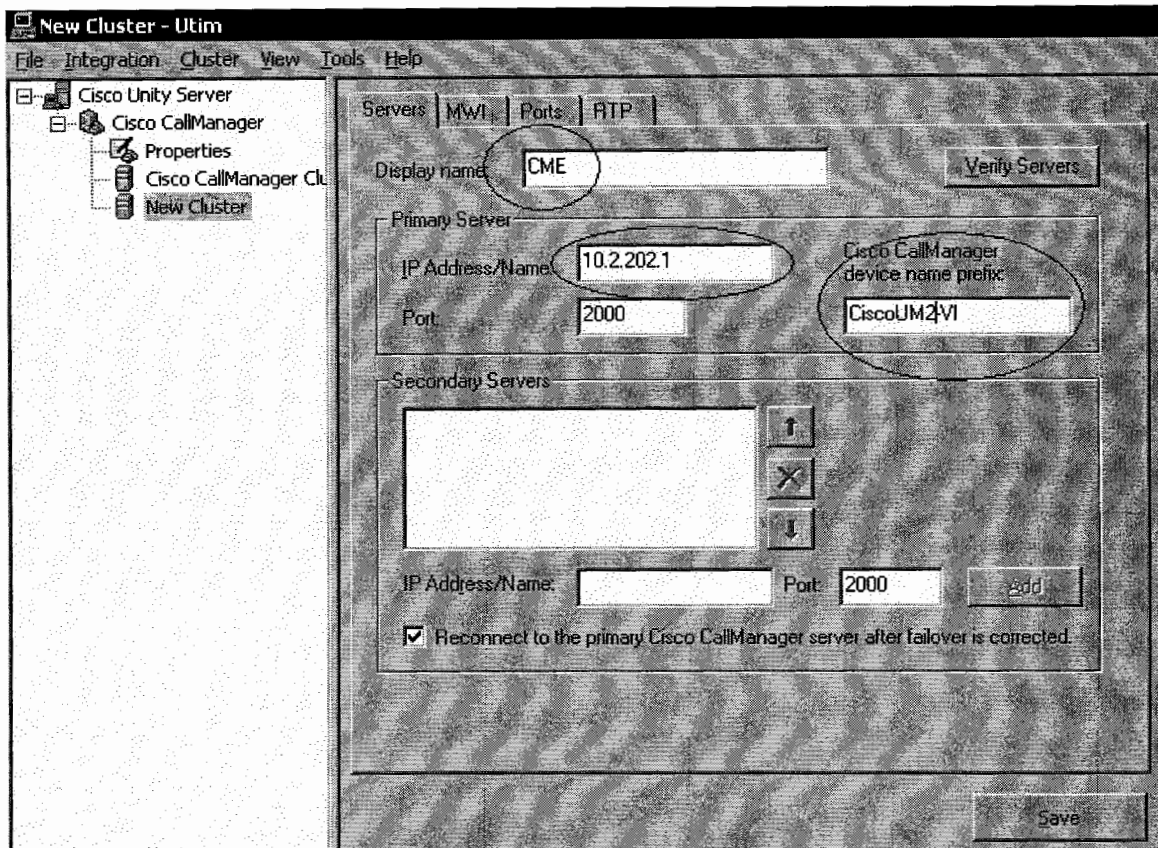 New Cluster - Utim
File Integration Cluster View Tools Help
Cisco Unity Server
Cisco CallManager
Properties
Cisco CallManager Clu
New Cluster
Servers MWI Ports RTP
Display name: CME
Verify Servers
Primary Server
IP Address/Name: 10.2.202.1
Cisco CallManager
device name prefix:
Port: 2000
CiscoUM2-VI
Secondary Servers
IP Address/Name: Port: 2000 Add
Reconnect to the primary Cisco CallManager server after failover is corrected.
Save